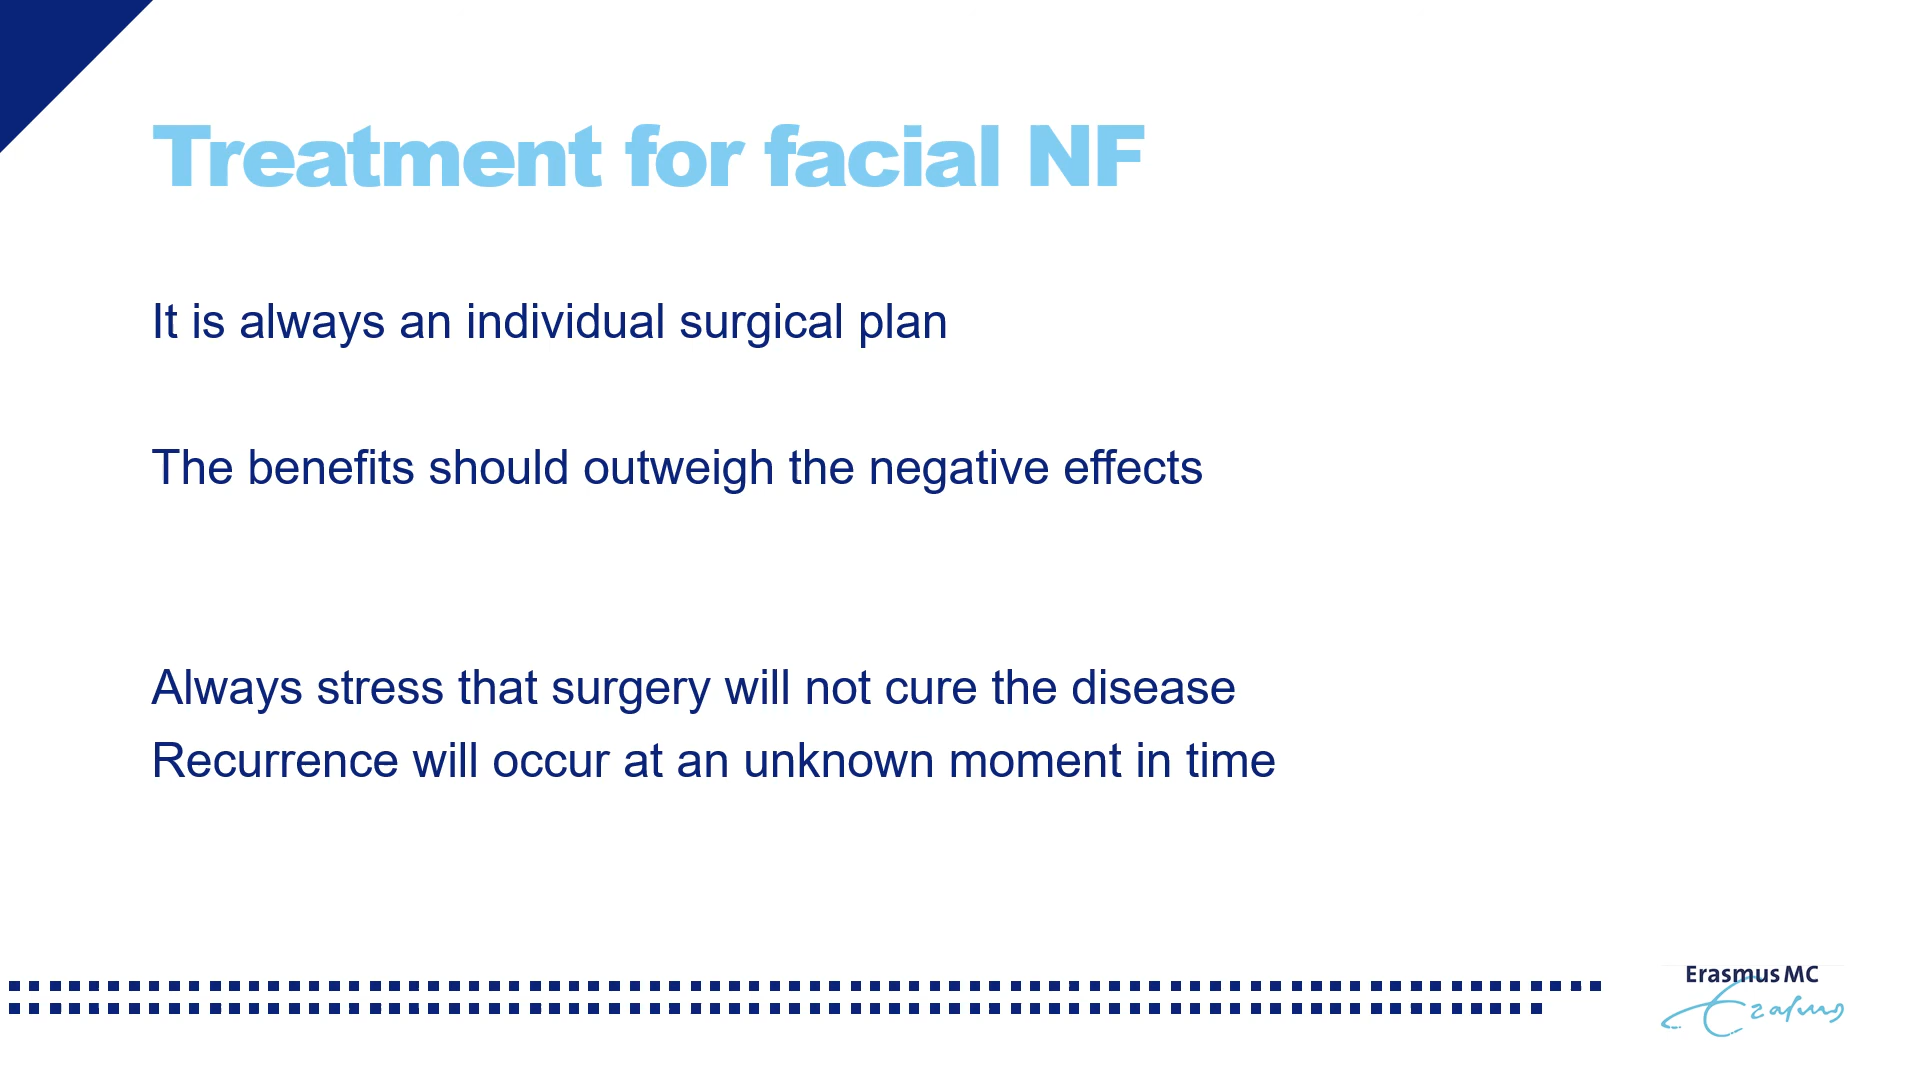 Treatment for facial NF
It is always an individual surgical plan
The benefits should outweigh the negative effects
Always stress that surgery will not cure the disease
Recurrence will occur at an unknown moment in time
Erasmus MC
Erasmus